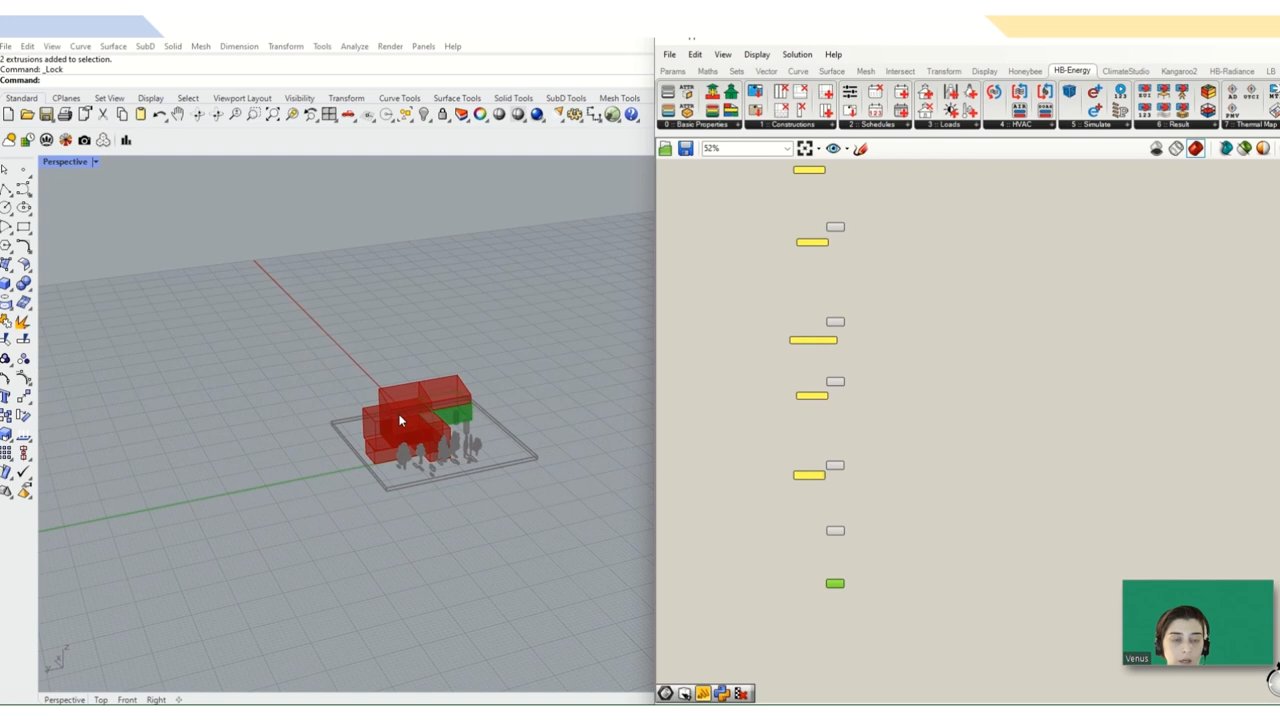 File Edit View Curve Surface SubD Solid Mesh Dimension Transform Tools Analyze Render Panels Help
2 extrusions added to selection.
Command: _Lock
Command:
Standard CPlanes Set View Display Select Viewport Layout Visibility Transform Curve Tools Surface Tools Solid Tools SubD Tools Mesh Tools
Perspective
Perspective Top Front Right
File Edit View Display Solution Help
Params Maths Sets Vector Curve Surface Mesh Intersect Transform Display Honeybee HB-Energy ClimateStudio Kangaroo2 HB-Radiance LB
0 :: Basic Properties 1 :: Constructions 2 :: Schedules 3 :: Loads 4 :: HVAC 5 :: Simulate 6 :: Result 7 :: Thermal Map
52%
Venus